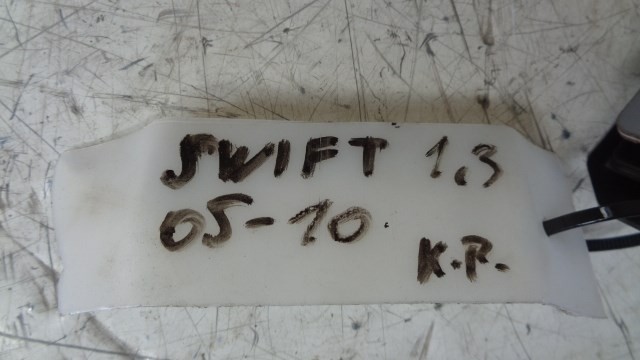 SWIFT 1.3
05-10.
K.P.